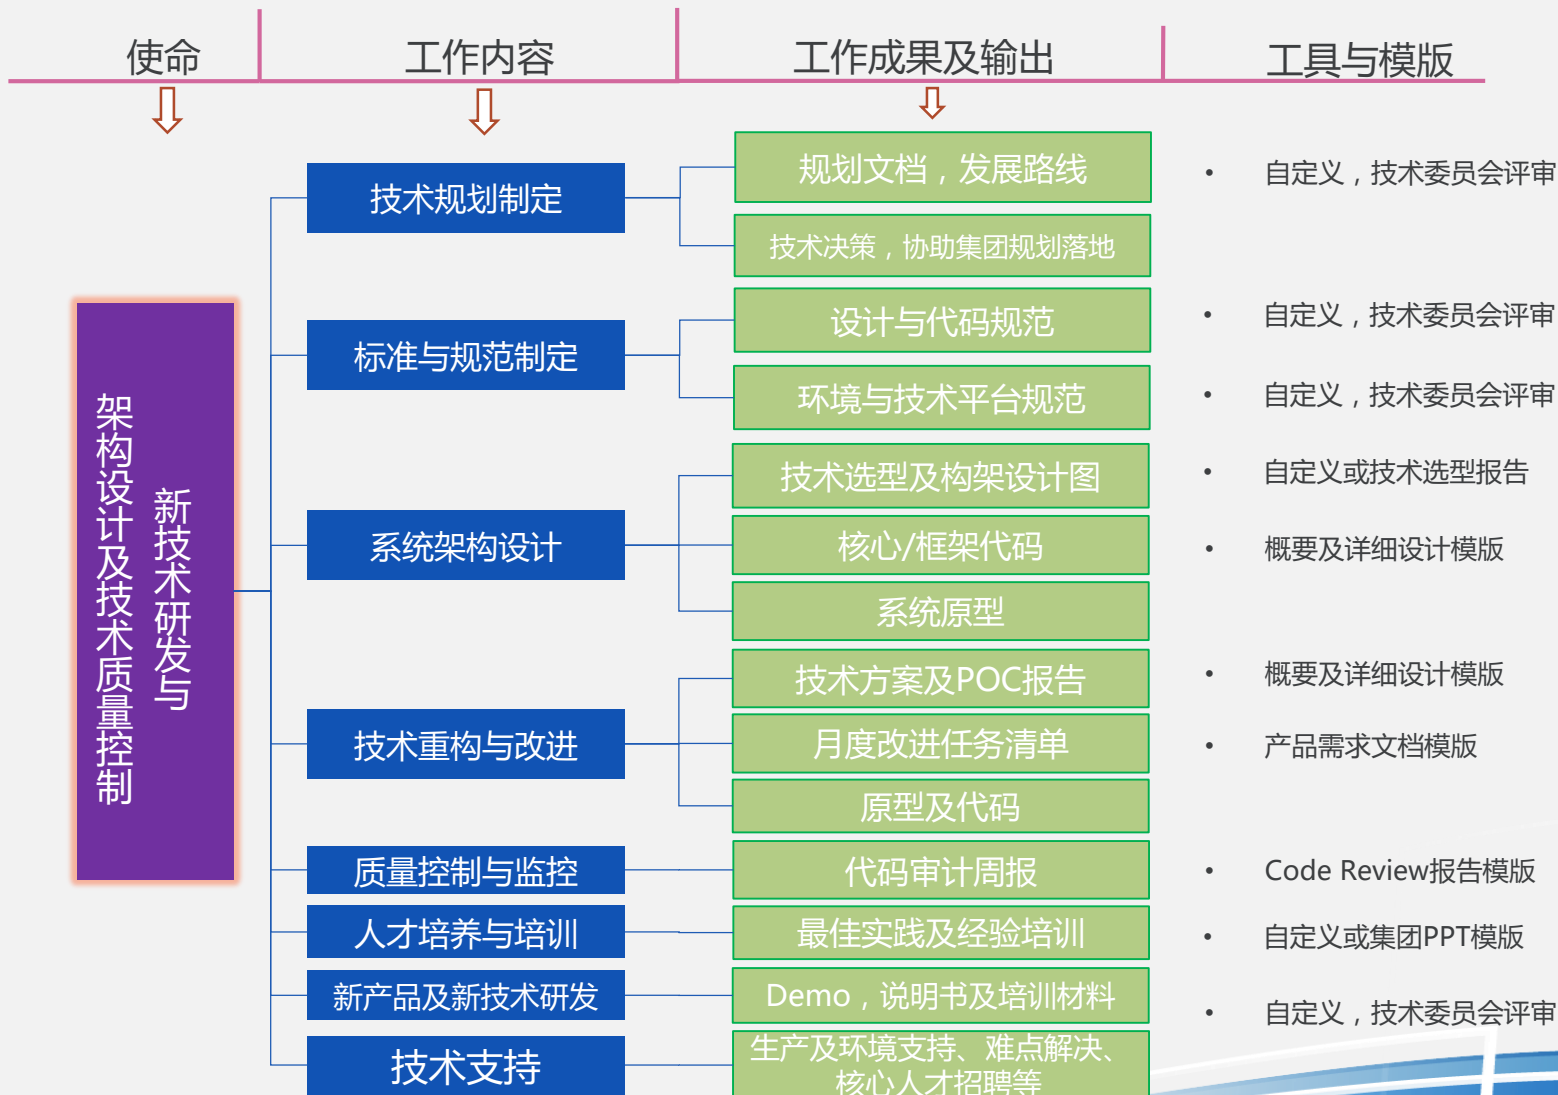 使命
工作内容
工作成果及输出
工具与模版
新技术研发与
架构设计及技术质量控制
技术规划制定
规划文档，发展路线
• 自定义，技术委员会评审
技术决策，协助集团规划落地
标准与规范制定
设计与代码规范
• 自定义，技术委员会评审
环境与技术平台规范
• 自定义，技术委员会评审
系统架构设计
技术选型及构架设计图
• 自定义或技术选型报告
核心/框架代码
• 概要及详细设计模版
系统原型
技术重构与改进
技术方案及POC报告
• 概要及详细设计模版
月度改进任务清单
• 产品需求文档模版
原型及代码
质量控制与监控
代码审计周报
• Code Review报告模版
人才培养与培训
最佳实践及经验培训
• 自定义或集团PPT模版
新产品及新技术研发
Demo，说明书及培训材料
• 自定义，技术委员会评审
技术支持
生产及环境支持、难点解决、
核心人才招聘等